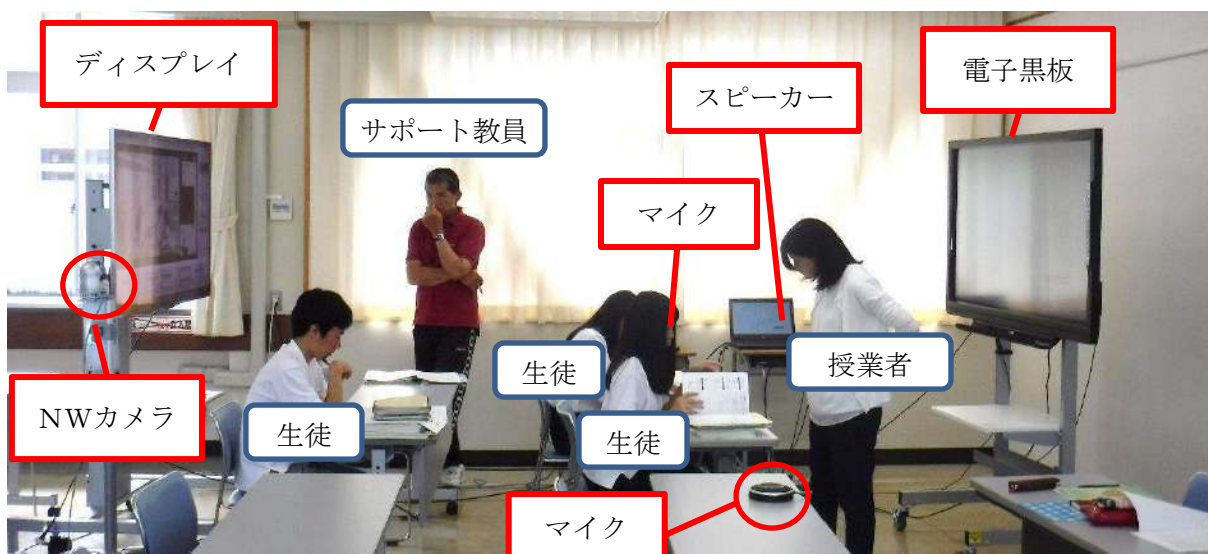 ディスプレイ
電子黒板
スピーカー
サポート教員
マイク
授業者
生徒
NWカメラ
生徒
生徒
マイク